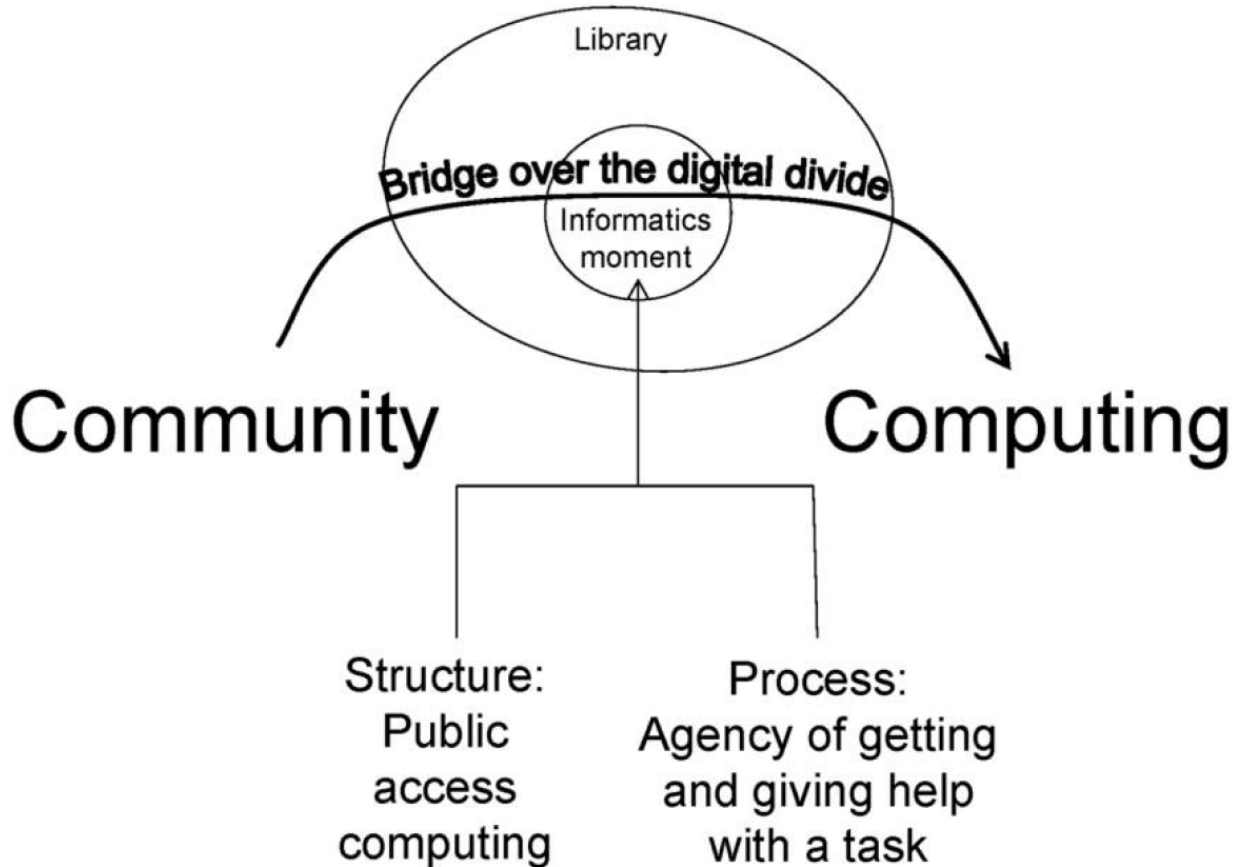 Library
Bridge over the digital divide
Informatics
moment
Community
Computing
Structure:
Public
access
computing
Process:
Agency of getting
and giving help
with a task